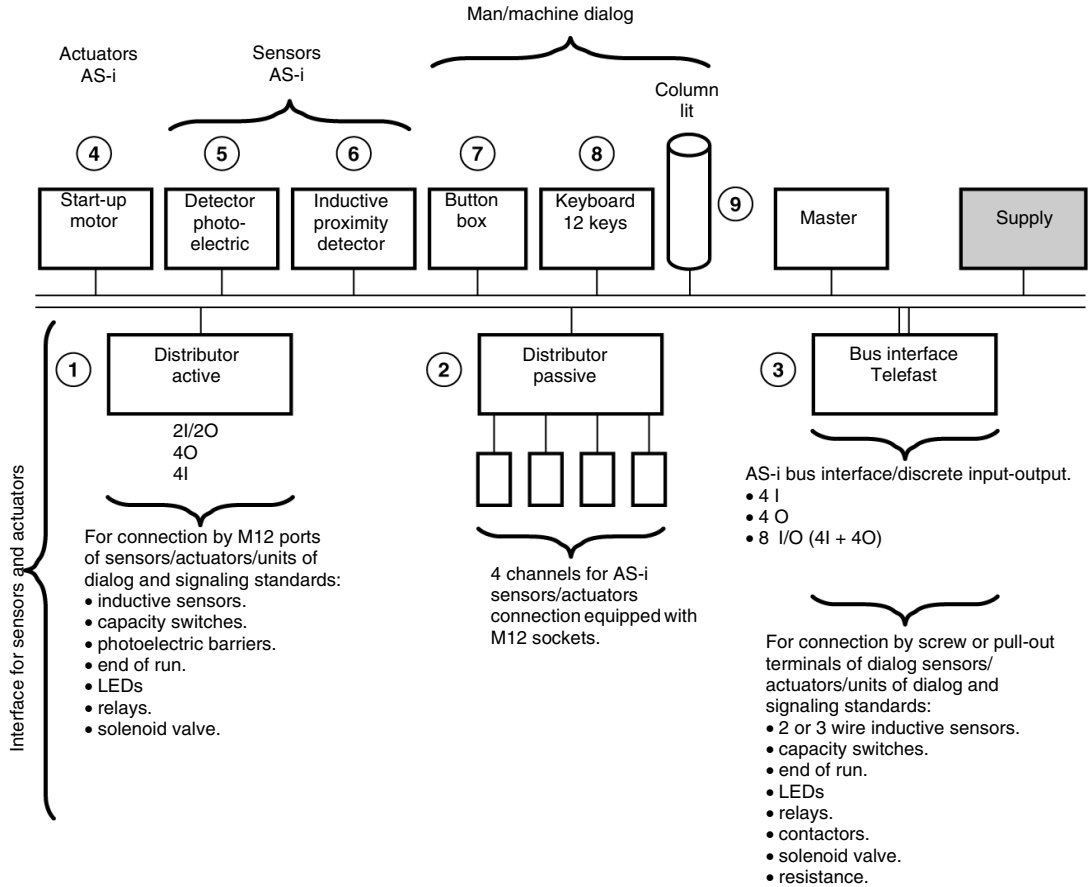 Man/machine dialog
Actuators
AS-i
Sensors
AS-i
Column
lit
4
5
6
7
8
9
Start-up
motor
Detector
photo-
electric
Inductive
proximity
detector
Button
box
Keyboard
12 keys
Master
Supply
Interface for sensors and actuators
1
Distributor
active
2I/2O
4O
4I
For connection by M12 ports
of sensors/actuators/units of
dialog and signaling standards:
• inductive sensors.
• capacity switches.
• photoelectric barriers.
• end of run.
• LEDs
• relays.
• solenoid valve.
2
Distributor
passive
4 channels for AS-i
sensors/actuators
connection equipped with
M12 sockets.
3
Bus interface
Telefast
AS-i bus interface/discrete input-output.
• 4 I
• 4 O
• 8 I/O (4I + 4O)
For connection by screw or pull-out
terminals of dialog sensors/
actuators/units of dialog and
signaling standards:
• 2 or 3 wire inductive sensors.
• capacity switches.
• end of run.
• LEDs
• relays.
• contactors.
• solenoid valve.
• resistance.